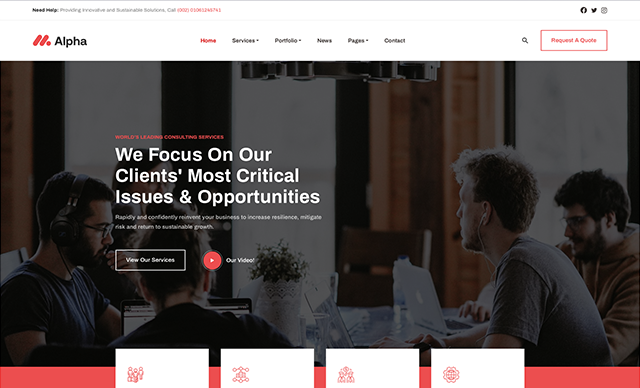 Need Help: Providing Innovative and Sustainable Solutions. Call (002) 01061245741
Alpha
Home
Services
Portfolio
News
Pages
Contact
Request A Quote
WORLD'S LEADING CONSULTING SERVICES
We Focus On Our
Clients' Most Critical
Issues & Opportunities
Rapidly and confidently reinvent your business to increase resilience, mitigate
risk and return to sustainable growth.
View Our Services
Our Video!